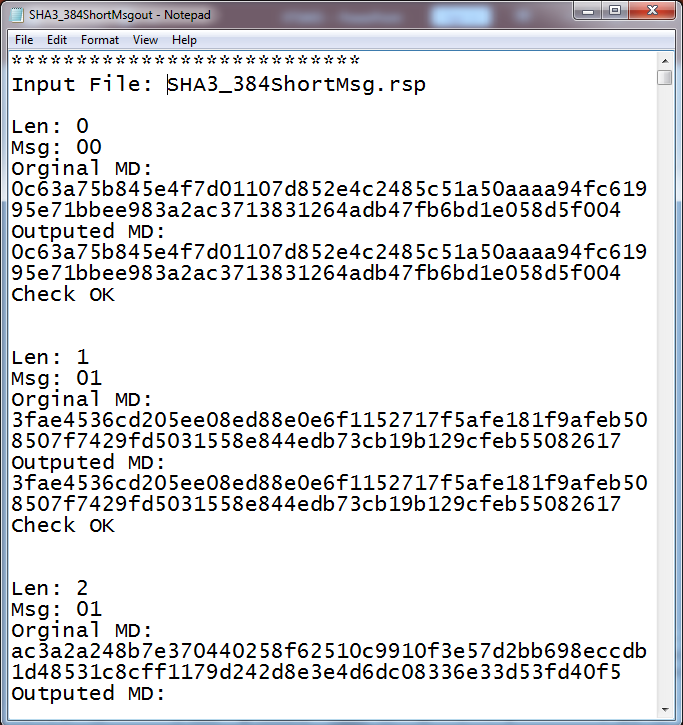 SHA3_384ShortMsgout - Notepad
File Edit Format View Help
***************************
Input File: SHA3_384ShortMsg.rsp
Len: 0
Msg: 00
Orginal MD:
0c63a75b845e4f7d01107d852e4c2485c51a50aaaa94fc619
95e71bbee983a2ac3713831264adb47fb6bd1e058d5f004
Outputed MD:
0c63a75b845e4f7d01107d852e4c2485c51a50aaaa94fc619
95e71bbee983a2ac3713831264adb47fb6bd1e058d5f004
Check OK
Len: 1
Msg: 01
Orginal MD:
3fae4536cd205ee08ed88e0e6f1152717f5afe181f9afeb50
8507f7429fd5031558e844edb73cb19b129cfeb55082617
Outputed MD:
3fae4536cd205ee08ed88e0e6f1152717f5afe181f9afeb50
8507f7429fd5031558e844edb73cb19b129cfeb55082617
Check OK
Len: 2
Msg: 01
Orginal MD:
ac3a2a248b7e370440258f62510c9910f3e57d2bb698eccdb
1d48531c8cff1179d242d8e3e4d6dc08336e33d53fd40f5
Outputed MD: